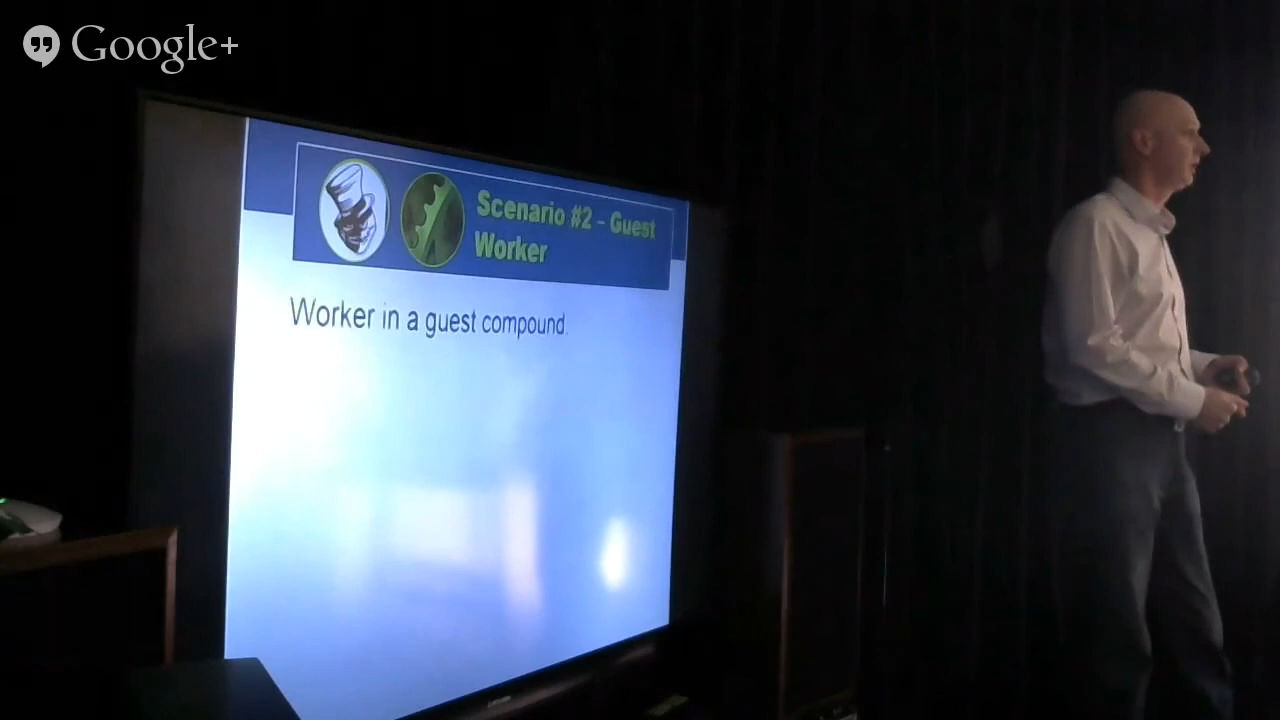 Google+
Scenario #2 - Guest
Worker
Worker in a guest compound.